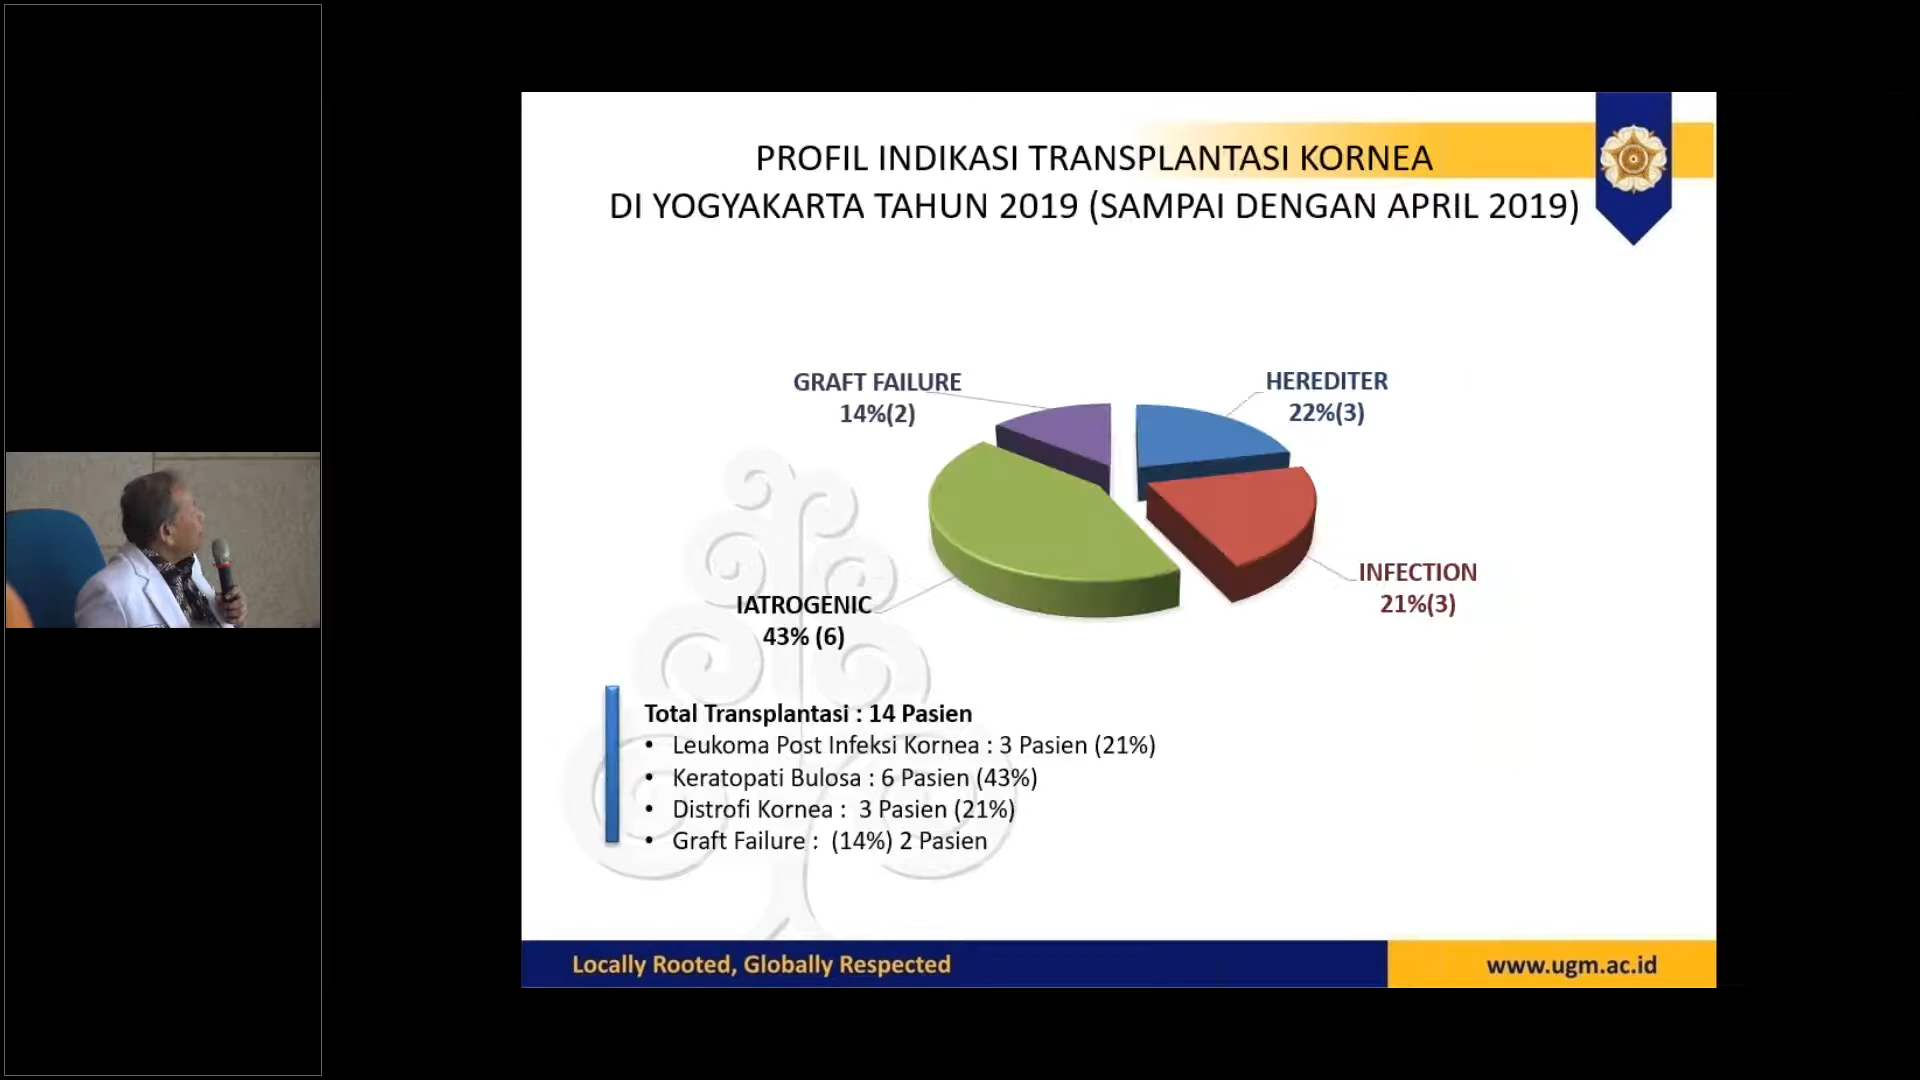 PROFIL INDIKASI TRANSPLANTASI KORNEA
DI YOGYAKARTA TAHUN 2019 (SAMPAI DENGAN APRIL 2019)
GRAFT FAILURE
14%(2)
HEREDITER
22%(3)
INFECTION
21%(3)
IATROGENIC
43% (6)
Total Transplantasi : 14 Pasien
• Leukoma Post Infeksi Kornea : 3 Pasien (21%)
• Keratopati Bulosa : 6 Pasien (43%)
• Distrofi Kornea : 3 Pasien (21%)
• Graft Failure : (14%) 2 Pasien
Locally Rooted, Globally Respected
www.ugm.ac.id